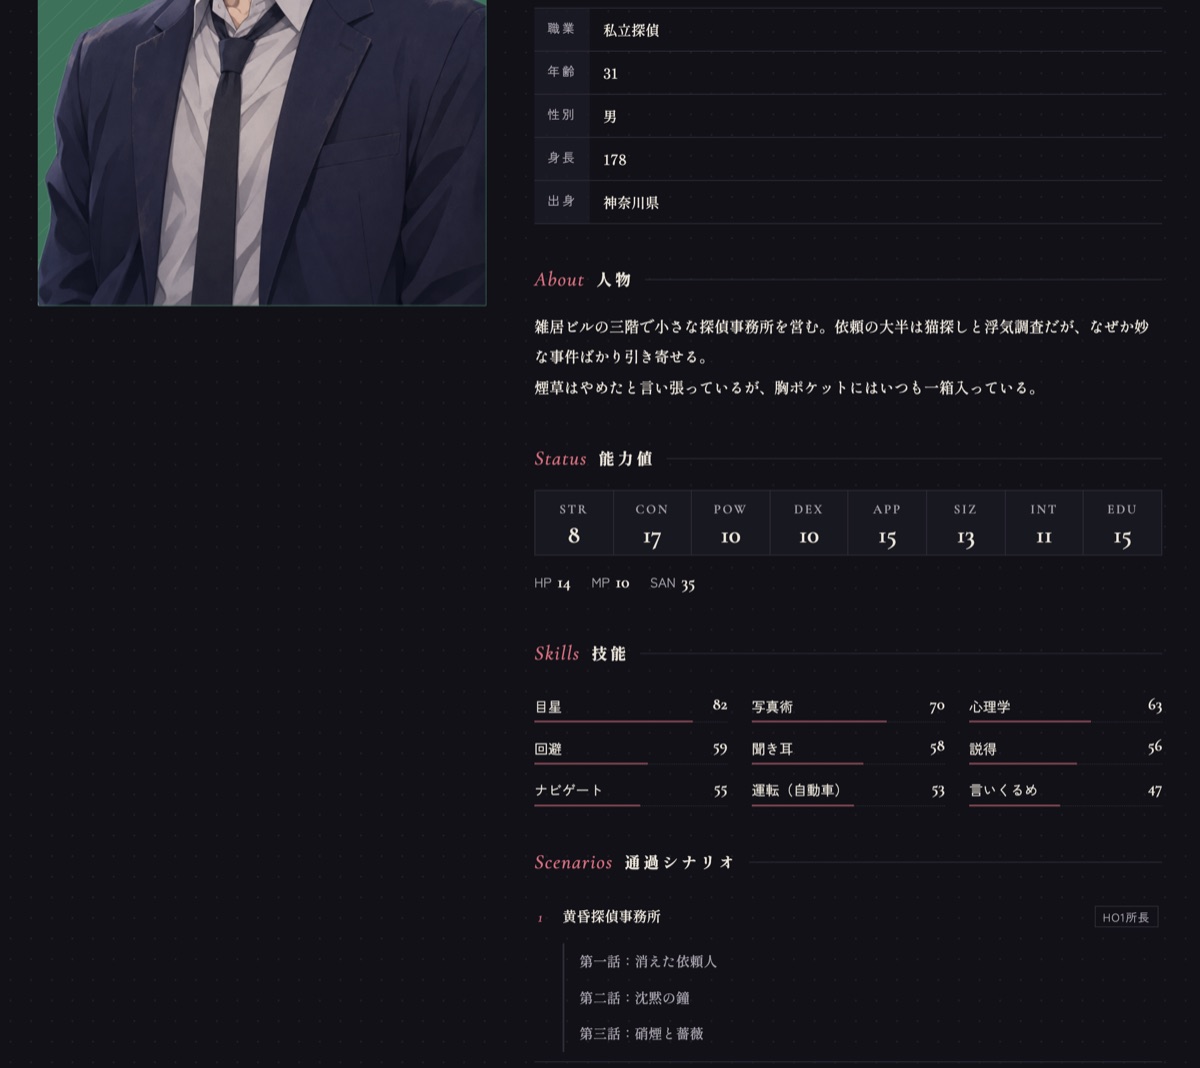 職業 私立探偵
年齢 31
性別 男
身長 178
出身 神奈川県
About 人物
雑居ビルの三階で小さな探偵事務所を営む。依頼の大半は猫探しと浮気調査だが、なぜか妙
な事件ばかり引き寄せる。
煙草はやめたと言い張っているが、胸ポケットにはいつも一箱入っている。
Status 能力値
STR CON POW DEX APP SIZ INT EDU
8 17 10 10 15 13 11 15
HP 14 MP 10 SAN 35
Skills 技能
目星 82 写真術 70 心理学 63
回避 59 聞き耳 58 説得 56
ナビゲート 55 運転（自動車） 53 言いくるめ 47
Scenarios 通過シナリオ
1 黄昏探偵事務所 HO1所長
第一話：消えた依頼人
第二話：沈黙の鐘
第三話：硝煙と薔薇